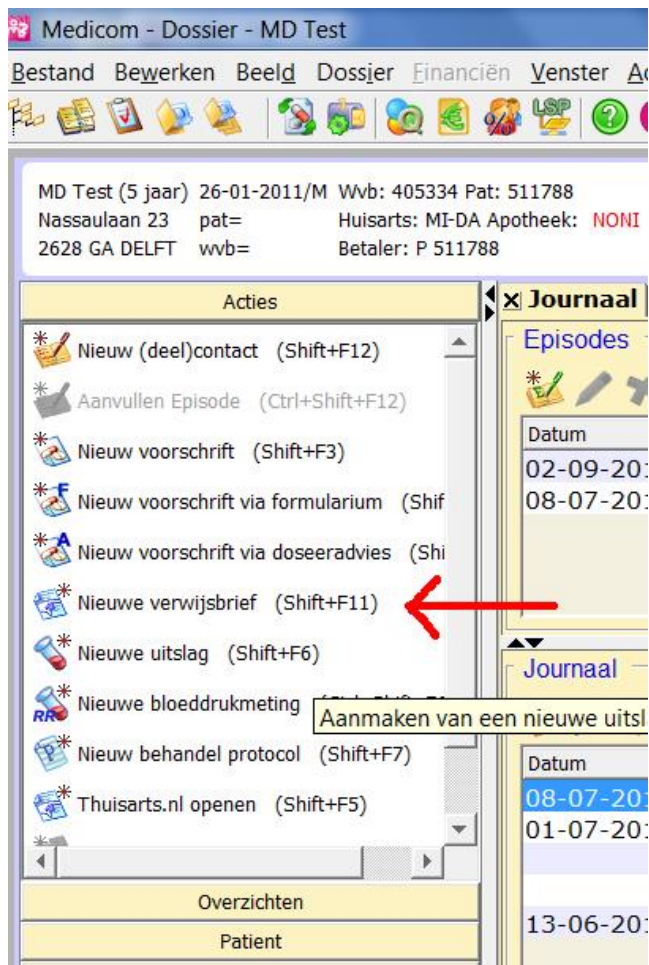 Medicom - Dossier - MD Test
Bestand Bewerken Beeld Dossier Financiën Venster
LSP
MD Test (5 jaar) 26-01-2011/M Wvb: 405334 Pat: 511788
Nassaulaan 23 pat= Huisarts: MI-DA Apotheek: NONI
2628 GA DELFT wvb= Betaler: P 511788
Acties
Journaal
Nieuw (deel)contact (Shift+F12)
Aanvullen Episode (Ctrl+Shift+F12)
Nieuw voorschrift (Shift+F3)
Nieuw voorschrift via formularium (Shif
Nieuw voorschrift via doseeradvies (Shi
Nieuwe verwijsbrief (Shift+F11)
Nieuwe uitslag (Shift+F6)
RR Nieuwe bloeddrukmeting
Aanmaken van een nieuwe uitsl
Nieuw behandel protocol (Shift+F7)
Thuisarts.nl openen (Shift+F5)
Overzichten
Patient
Episodes
Datum
02-09-201
08-07-201
Journaal
Datum
08-07-201
01-07-201
13-06-201